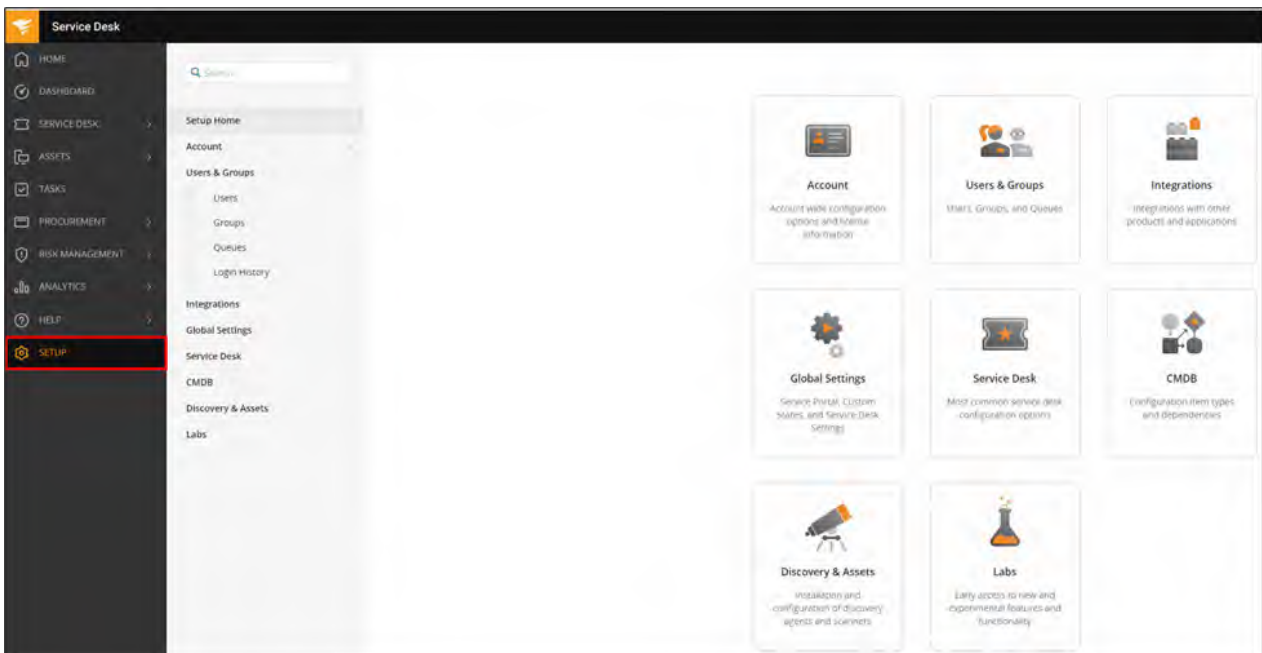 Service Desk
HOME
DASHBOARD
SERVICE DESK
ASSETS
TASKS
PROCUREMENT
RISK MANAGEMENT
ANALYTICS
HELP
SETUP
Search
Setup Home
Account
Users & Groups
Users
Groups
Queues
Login History
Integrations
Global Settings
Service Desk
CMDB
Discovery & Assets
Labs
Account
Account wide configuration
options and license
information
Users & Groups
Users, Groups, and Queues
Integrations
Integrations with other
products and applications
Global Settings
Service Portal, Custom
States, and Service Desk
Settings
Service Desk
Most common service desk
configuration options
CMDB
Configuration item types
and dependencies
Discovery & Assets
Installation and
configuration of discovery
agents and scanners
Labs
Early access to new and
experimental features and
functionality